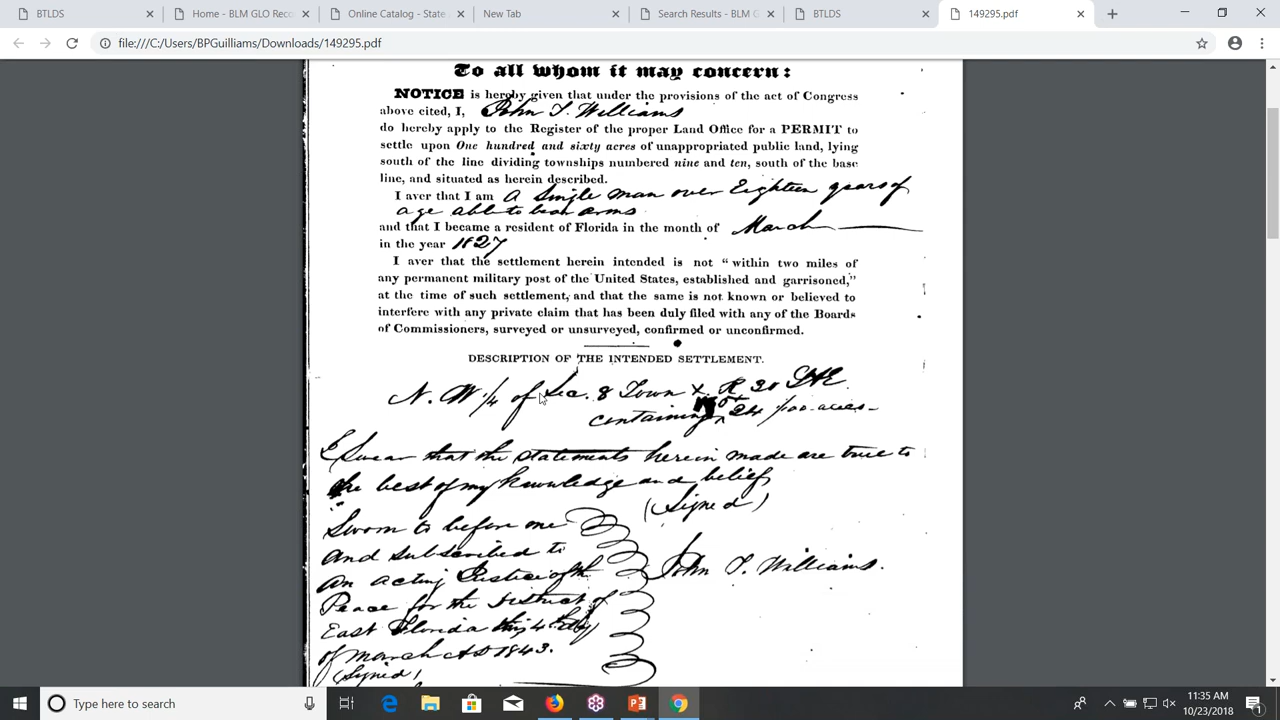 BTLDS
Home - BLM GLO Reco
Online Catalog - State
New Tab
Search Results - BLM G
BTLDS
149295.pdf
file:///C:/Users/BPGuilliams/Downloads/149295.pdf
To all whom it may concern:
NOTICE is hereby given that under the provisions of the act of Congress
above cited, I, John T. Williams
do hereby apply to the Register of the proper Land Office for a PERMIT to
settle upon One hundred and sixty acres of unappropriated public land, lying
south of the line dividing townships numbered nine and ten, south of the base
line, and situated as herein described.
I aver that I am a Single man over Eighteen years of
age able to bear arms
and that I became a resident of Florida in the month of March
in the year 1827
I aver that the settlement herein intended is not "within two miles of
any permanent military post of the United States, established and garrisoned,"
at the time of such settlement, and that the same is not known or believed to
interfere with any private claim that has been duly filed with any of the Boards
of Commissioners, surveyed or unsurveyed, confirmed or unconfirmed.
DESCRIPTION OF THE INTENDED SETTLEMENT.
N. W 1/4 of Sec. 8 Town R 30
containing 24/100 acres
I Swear that the statements herein made are true to
the best of my knowledge and belief
(Signed)
Sworn to before me
and subscribed to
John T. Williams.
an acting Justice of the
Peace for the District of
East Florida this 4th day
of March AD 1843.
(Signed)
Type here to search
11:35 AM
10/23/2018
1